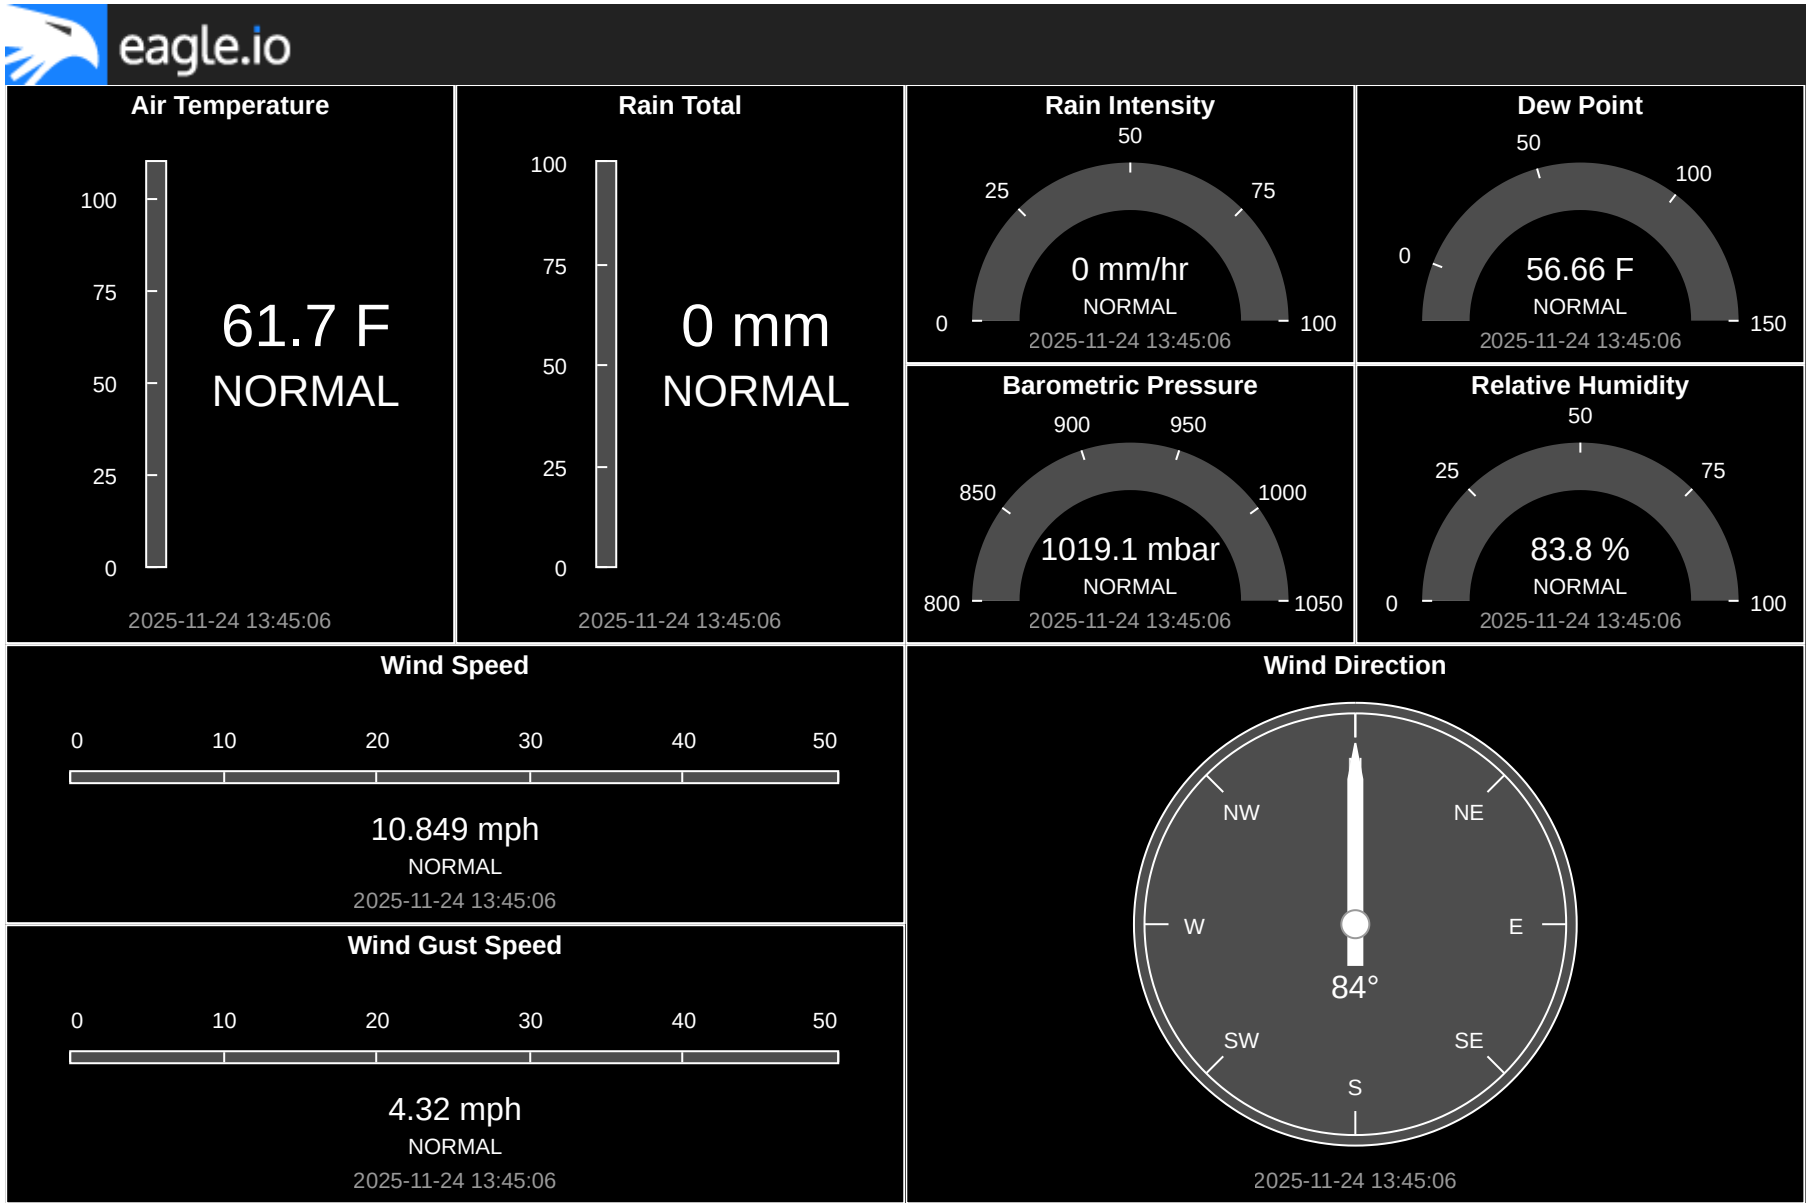 eagle.io
Air Temperature
100
75
50
25
0
61.7 F
NORMAL
2025-11-24 13:45:06
Rain Total
100
75
50
25
0
0 mm
NORMAL
2025-11-24 13:45:06
Rain Intensity
50
25
75
0
100
0 mm/hr
NORMAL
2025-11-24 13:45:06
Dew Point
50
100
0
150
56.66 F
NORMAL
2025-11-24 13:45:06
Barometric Pressure
900
950
850
1000
800
1050
1019.1 mbar
NORMAL
2025-11-24 13:45:06
Relative Humidity
50
25
75
0
100
83.8 %
NORMAL
2025-11-24 13:45:06
Wind Speed
0 10 20 30 40 50
10.849 mph
NORMAL
2025-11-24 13:45:06
Wind Gust Speed
0 10 20 30 40 50
4.32 mph
NORMAL
2025-11-24 13:45:06
Wind Direction
NW NE
W E
84°
SW SE
S
2025-11-24 13:45:06